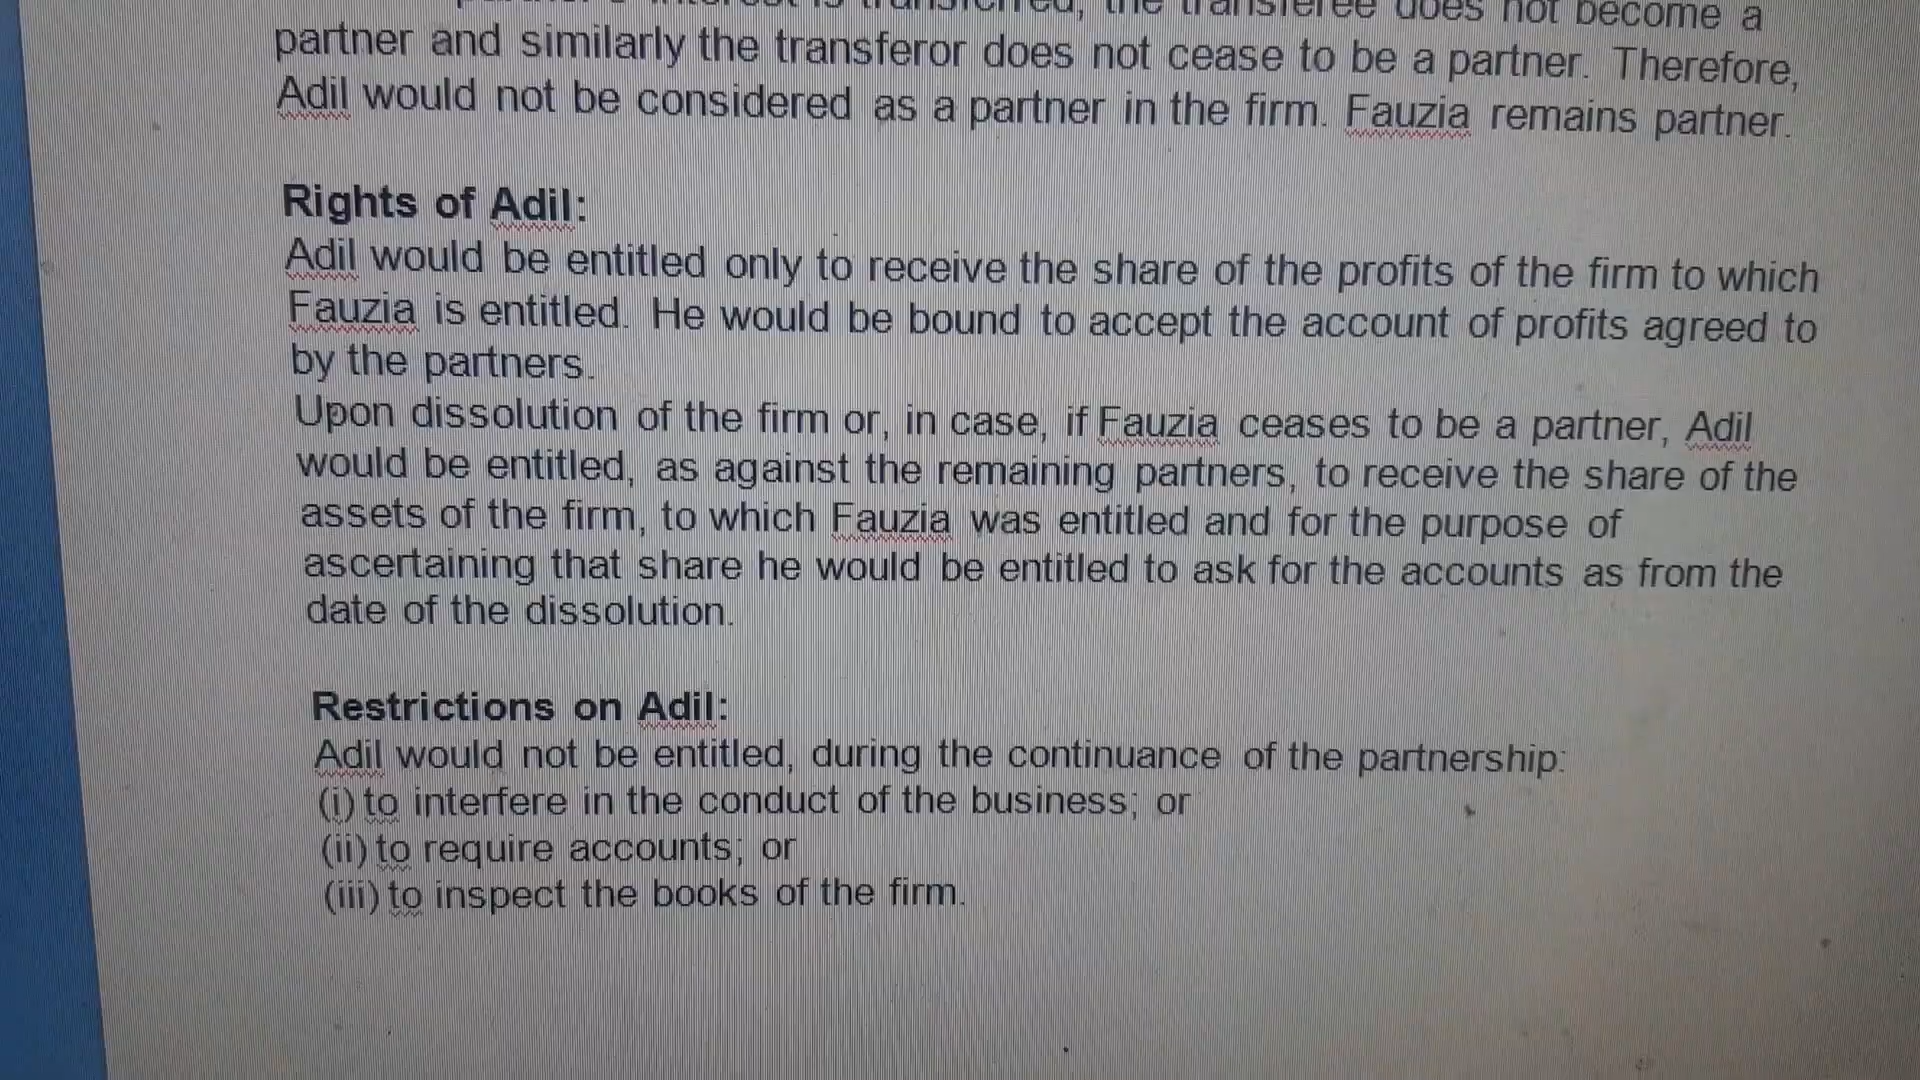 interest is transferred, the transferee does not become a
partner and similarly the transferor does not cease to be a partner. Therefore,
Adil would not be considered as a partner in the firm. Fauzia remains partner.
Rights of Adil:
Adil would be entitled only to receive the share of the profits of the firm to which
Fauzia is entitled. He would be bound to accept the account of profits agreed to
by the partners.
Upon dissolution of the firm or, in case, if Fauzia ceases to be a partner, Adil
would be entitled, as against the remaining partners, to receive the share of the
assets of the firm, to which Fauzia was entitled and for the purpose of
ascertaining that share he would be entitled to ask for the accounts as from the
date of the dissolution.
Restrictions on Adil:
Adil would not be entitled, during the continuance of the partnership:
(i) to interfere in the conduct of the business; or
(ii) to require accounts; or
(iii) to inspect the books of the firm.